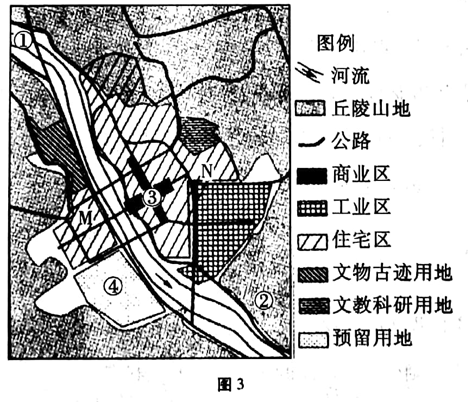 ①
M
N
③
④
②
图例
河流
丘陵山地
公路
商业区
工业区
住宅区
文物古迹用地
文教科研用地
预留用地
图3